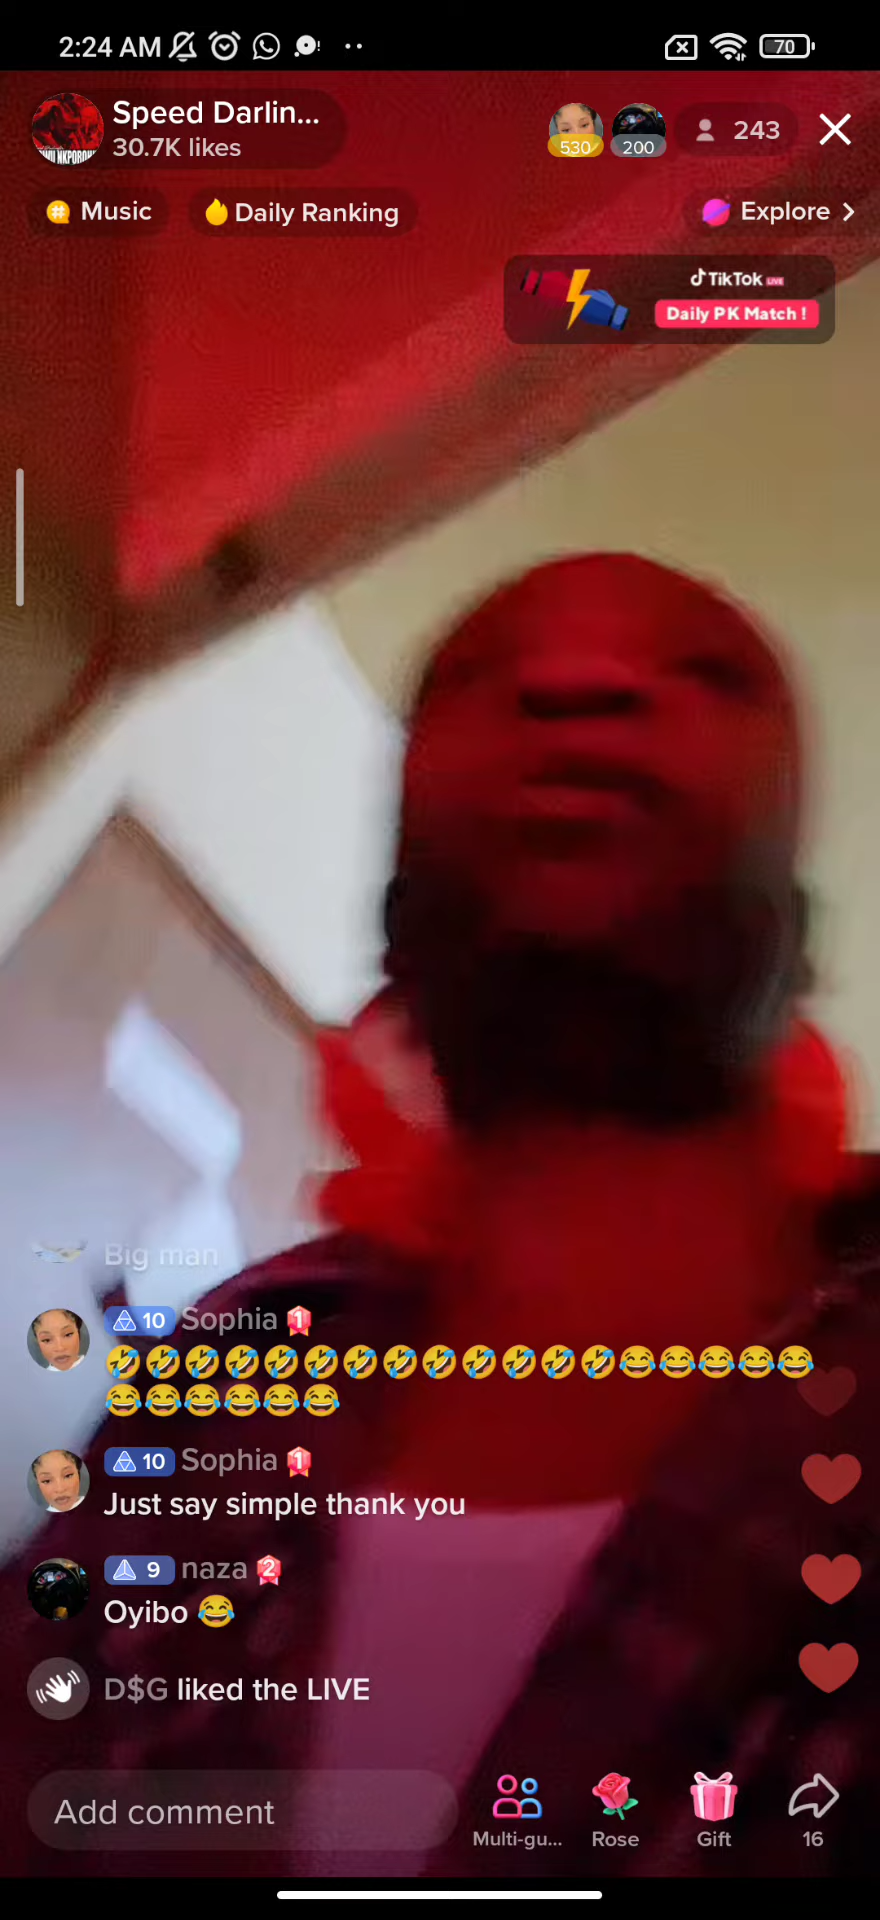 2:24 AM
70
Speed Darlin...
30.7K likes
530
200
243
Music
Daily Ranking
Explore
TikTok LIVE
Daily PK Match !
Big man
10 Sophia 1
🤣🤣🤣🤣🤣🤣🤣🤣🤣🤣🤣🤣🤣😂😂😂😂😂
😂😂😂😂😂😂
10 Sophia 1
Just say simple thank you
9 naza 2
Oyibo 😂
D$G liked the LIVE
Add comment
Multi-gu...
Rose
Gift
16